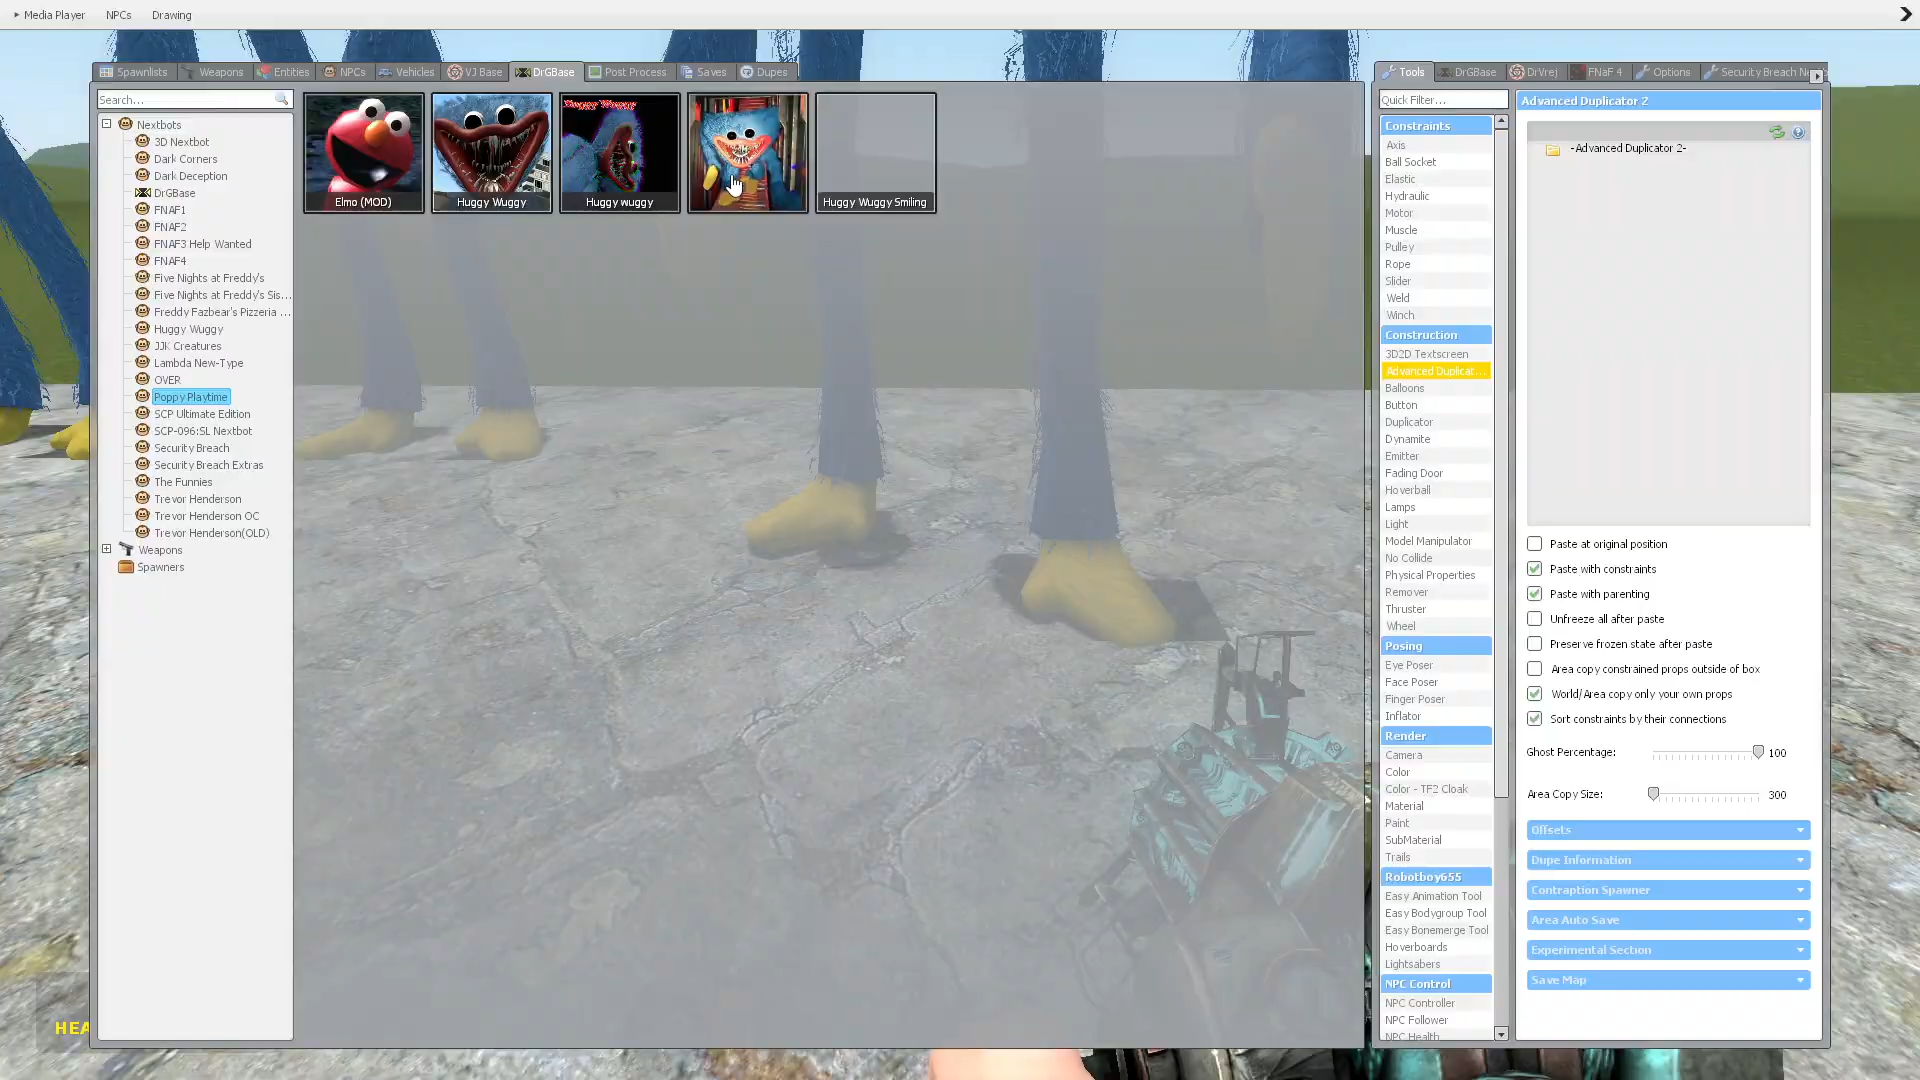 Media Player NPCs Drawing
Spawnlists Weapons Entities NPCs Vehicles VJ Base DrGBase Post Process Saves Dupes
Search...
Nextbots
3D Nextbot
Dark Corners
Dark Deception
DrGBase
FNAF1
FNAF2
FNAF3 Help Wanted
FNAF4
Five Nights at Freddy's
Five Nights at Freddy's Sis...
Freddy Fazbear's Pizzeria ...
Huggy Wuggy
JJK Creatures
Lambda New-Type
OVER
Poppy Playtime
SCP Ultimate Edition
SCP-096:SL Nextbot
Security Breach
Security Breach Extras
The Funnies
Trevor Henderson
Trevor Henderson OC
Trevor Henderson(OLD)
Weapons
Spawners
HEA
Elmo (MOD)
Huggy Wuggy
Huggy Wuggy
Huggy wuggy
Huggy Wuggy Smiling
Tools DrGBase DrVrej FNaF 4 Options Security Breach
Quick Filter...
Constraints
Axis
Ball Socket
Elastic
Hydraulic
Motor
Muscle
Pulley
Rope
Slider
Weld
Winch
Construction
3D2D Textscreen
Advanced Duplicat...
Balloons
Button
Duplicator
Dynamite
Emitter
Fading Door
Hoverball
Lamps
Light
Model Manipulator
No Collide
Physical Properties
Remover
Thruster
Wheel
Posing
Eye Poser
Face Poser
Finger Poser
Inflator
Render
Camera
Color
Color - TF2 Cloak
Material
Paint
SubMaterial
Trails
Robotboy655
Easy Animation Tool
Easy Bodygroup Tool
Easy Bonemerge Tool
Hoverboards
Lightsabers
NPC Control
NPC Controller
NPC Follower
NPC Health
Advanced Duplicator 2
-Advanced Duplicator 2-
Paste at original position
Paste with constraints
Paste with parenting
Unfreeze all after paste
Preserve frozen state after paste
Area copy constrained props outside of box
World/Area copy only your own props
Sort constraints by their connections
Ghost Percentage: 100
Area Copy Size: 300
Offsets
Dupe Information
Contraption Spawner
Area Auto Save
Experimental Section
Save Map